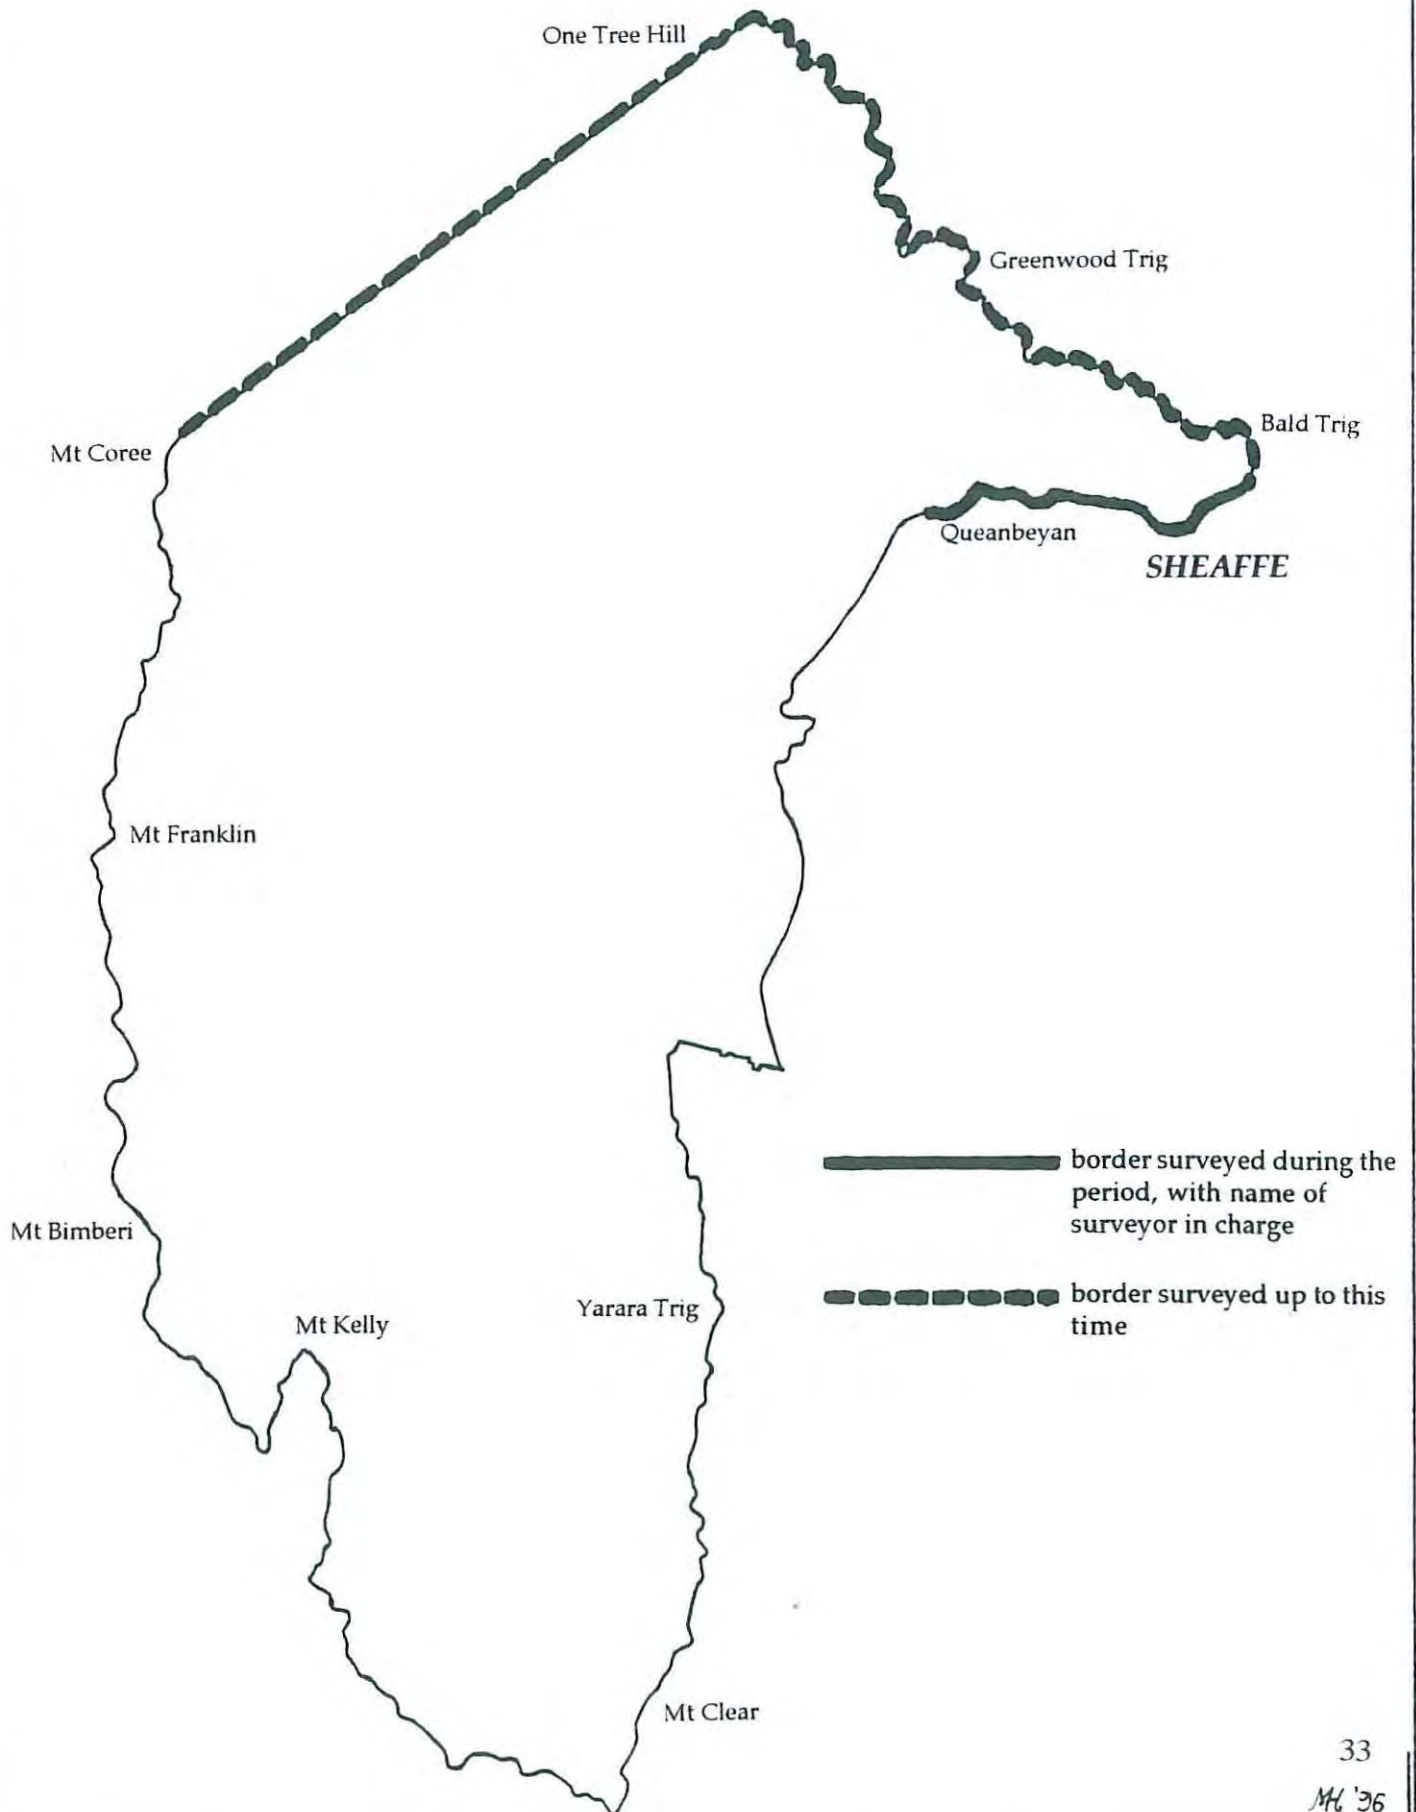 One Tree Hill
Greenwood Trig
Bald Trig
Mt Coree
Queanbeyan
SHEAFFE
Mt Franklin
border surveyed during the
period, with name of
surveyor in charge
Mt Bimberi
border surveyed up to this
time
Yarara Trig
Mt Kelly
Mt Clear
33
MH '96